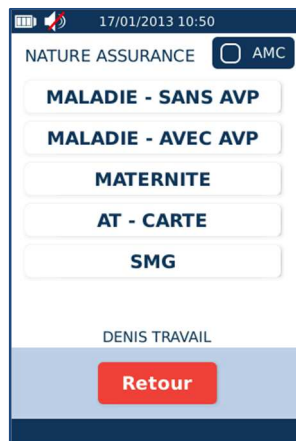 17/01/2013 10:50
NATURE ASSURANCE AMC
MALADIE - SANS AVP
MALADIE - AVEC AVP
MATERNITE
AT - CARTE
SMG
DENIS TRAVAIL
Retour